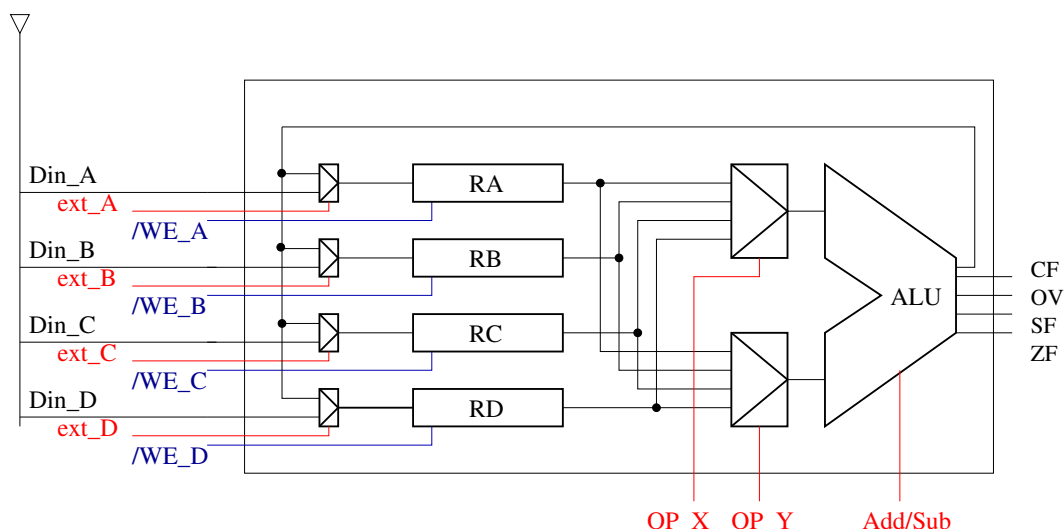 Din_A
ext_A
/WE_A
RA
Din_B
ext_B
/WE_B
RB
Din_C
ext_C
/WE_C
RC
Din_D
ext_D
/WE_D
RD
ALU
CF
OV
SF
ZF
OP_X OP_Y Add/Sub